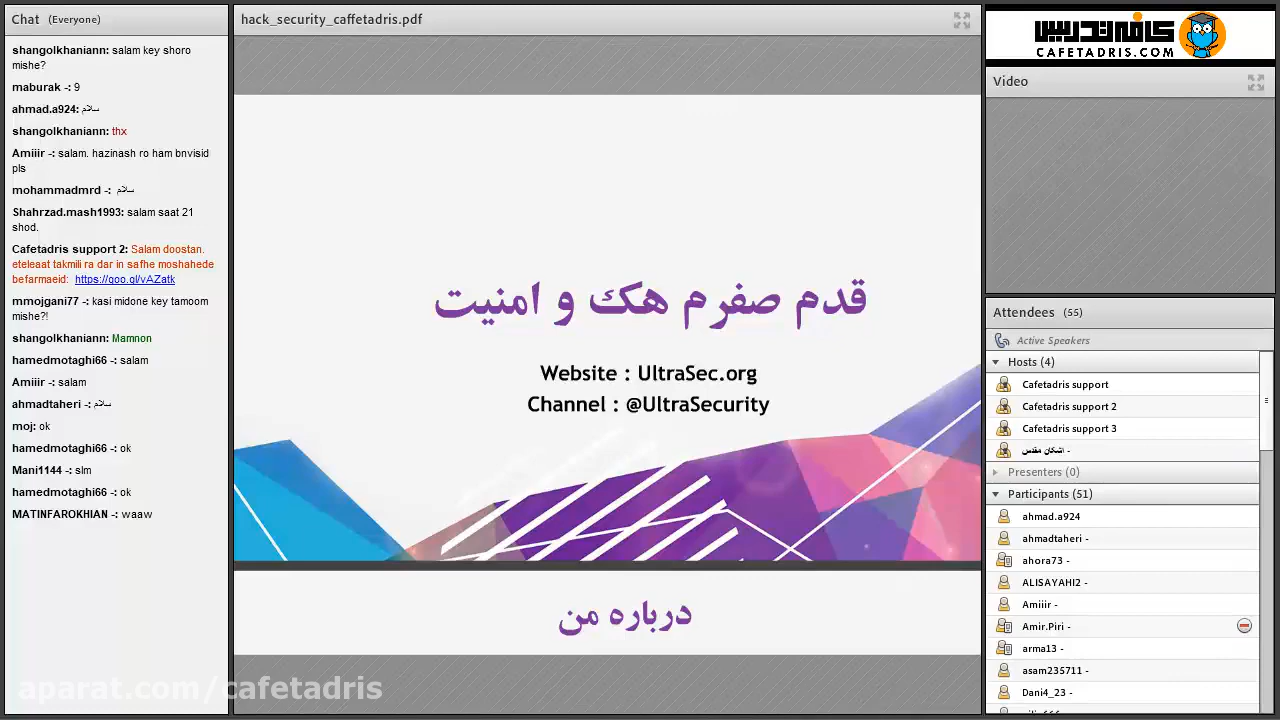 Chat (Everyone)
shangolkhaniann: salam key shoro
mishe?
maburak -: 9
ahmad.a924: سلام
shangolkhaniann: thx
Amiiir -: salam. hazinash ro ham bnvisid
pls
mohammadmrd -: سلام
Shahrzad.mash1993: salam saat 21
shod.
Cafetadris support 2: Salam doostan.
eteleaat takmili ra dar in safhe moshahede
befarmaeid: https://goo.gl/vAZatk
mmojgani77 -: kasi midone key tamoom
mishe?!
shangolkhaniann: Mamnon
hamedmotaghi66 -: salam
Amiiir -: salam
ahmadtaheri -: سلام
moj: ok
hamedmotaghi66 -: ok
Mani1144 -: slm
hamedmotaghi66 -: ok
MATINFAROKHIAN -: waaw
hack_security_caffetadris.pdf
قدم صفرم هک و امنیت
Website : UltraSec.org
Channel : @UltraSecurity
درباره من
کافه تدریس
CAFETADRIS.COM
Video
Attendees (55)
Active Speakers
Hosts (4)
Cafetadris support
Cafetadris support 2
Cafetadris support 3
اشکان مقدس -
Presenters (0)
Participants (51)
ahmad.a924
ahmadtaheri -
ahora73 -
ALISAYAHI2 -
Amiiir -
Amir.Piri -
arma13 -
asam235711 -
Dani4_23 -
aparat.com/cafetadris